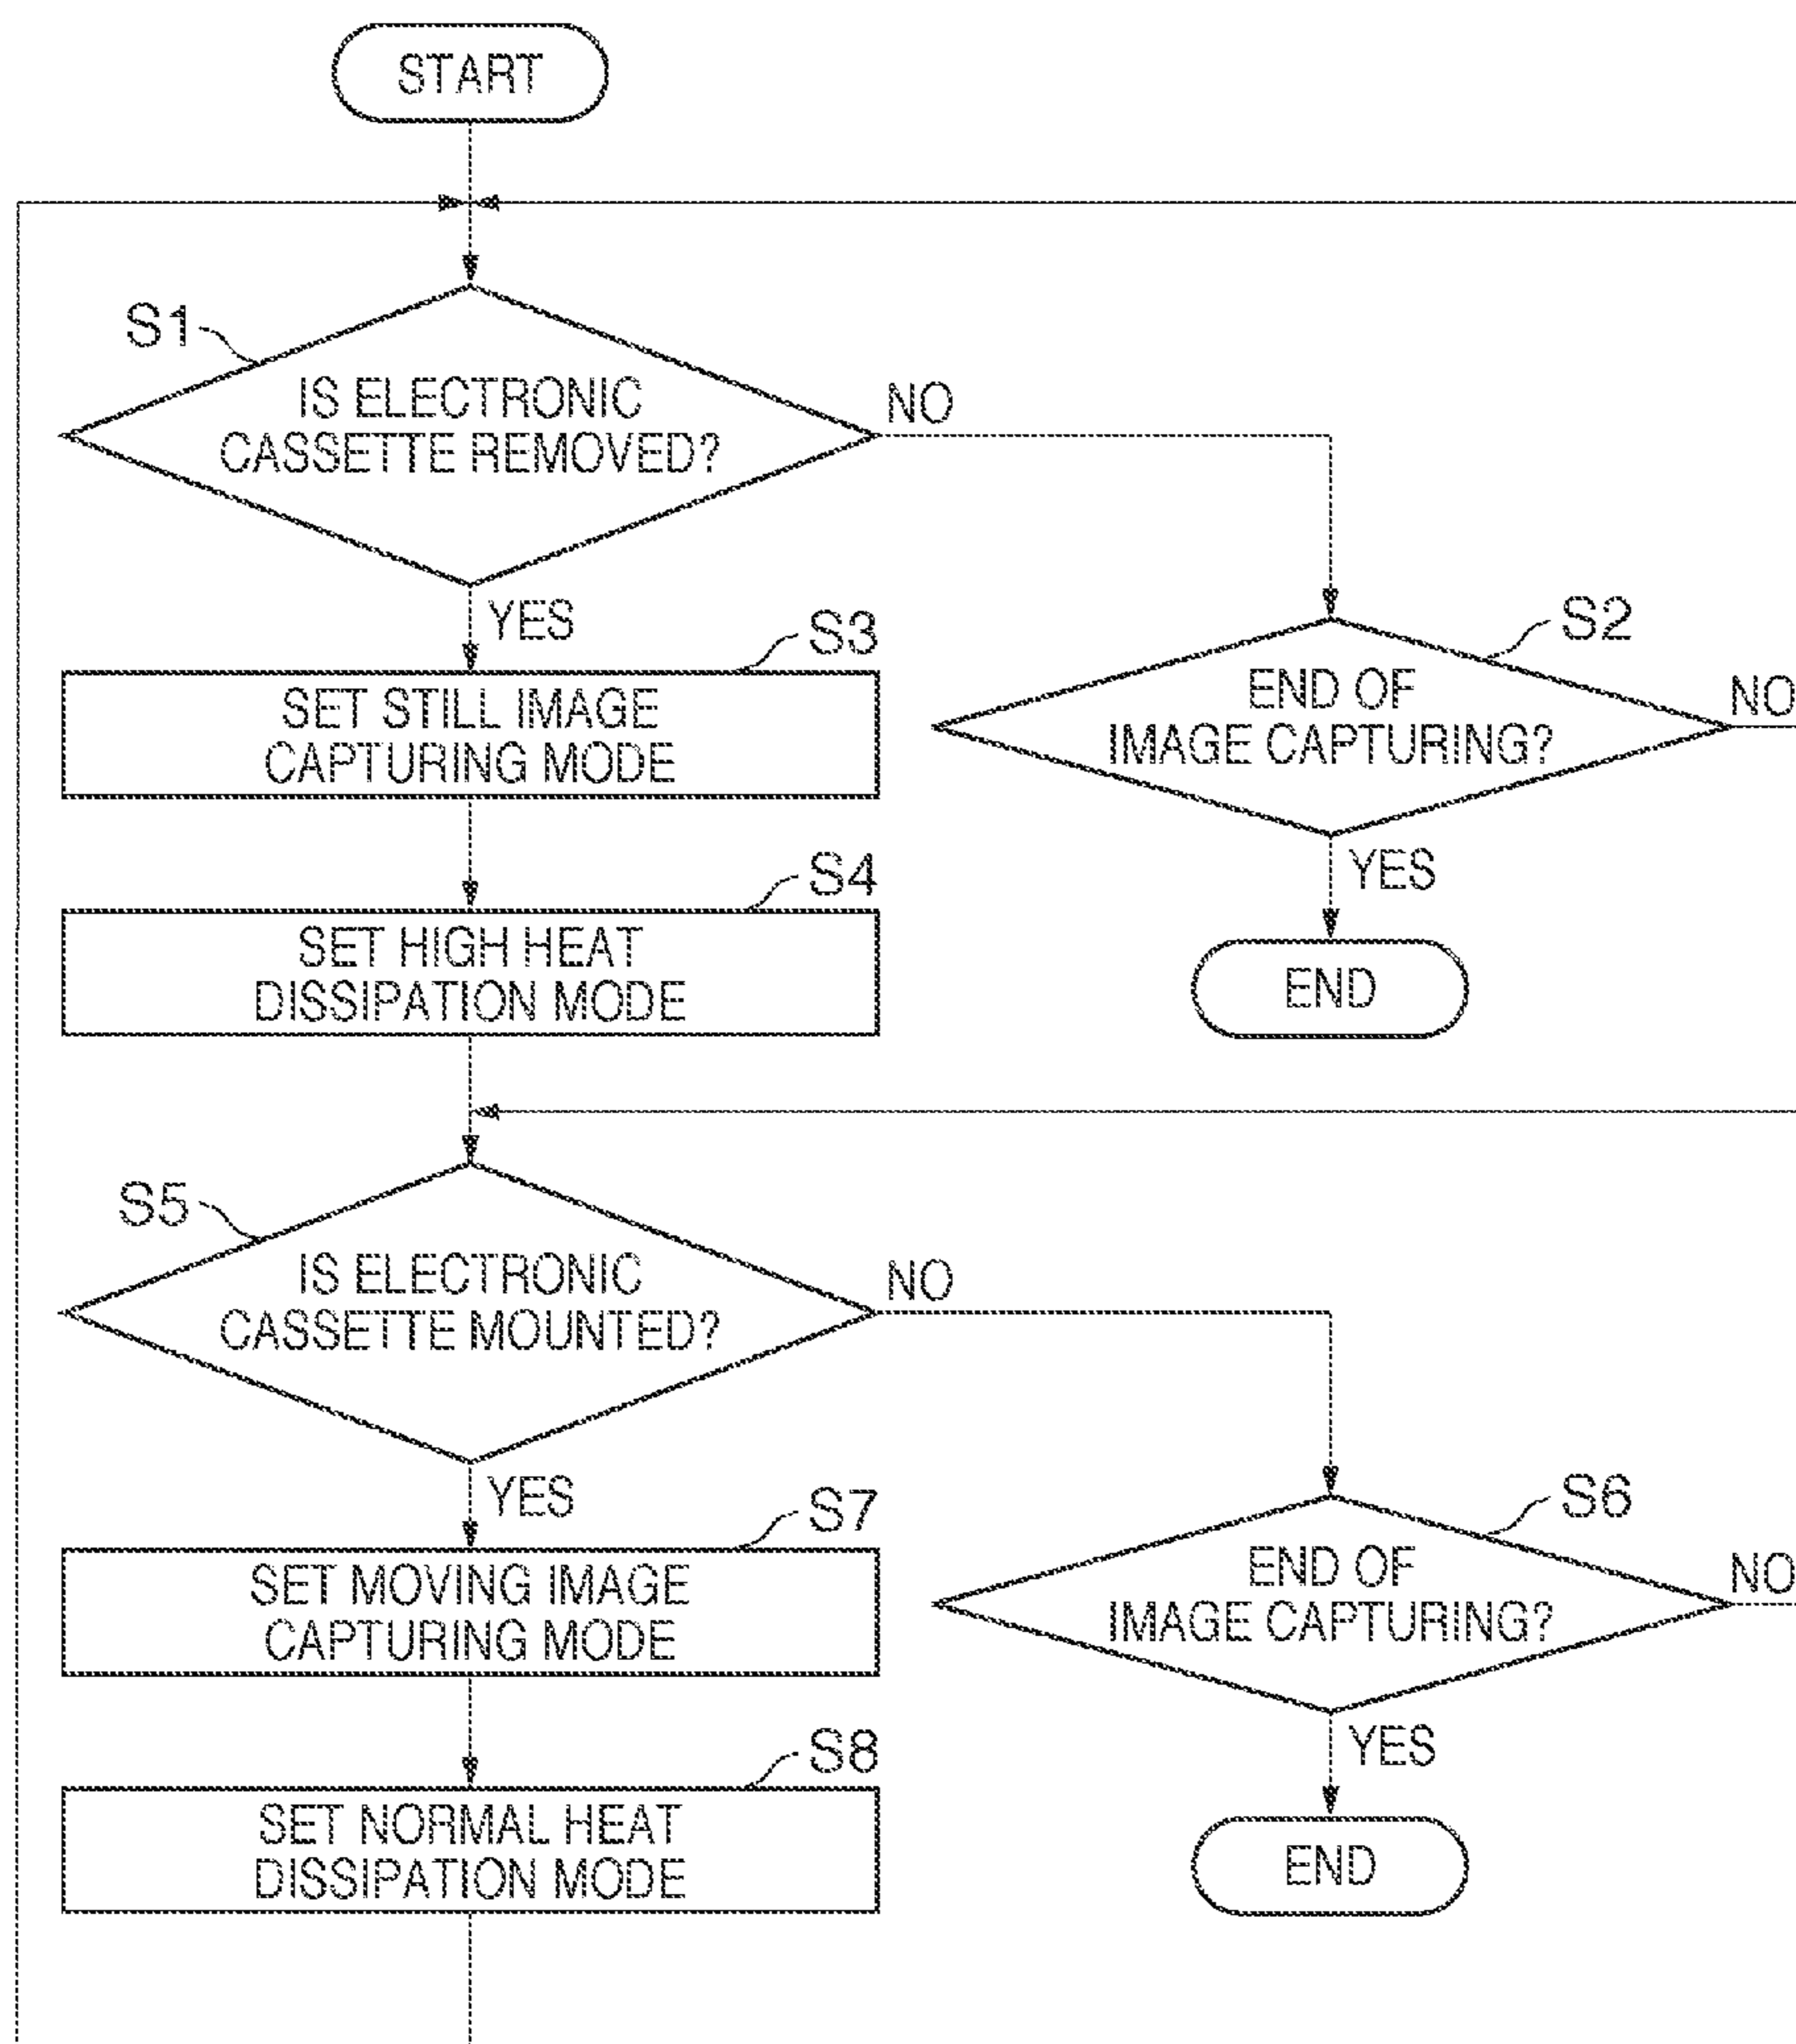 START
S1
IS ELECTRONIC
CASSETTE REMOVED?
NO
YES
S3
SET STILL IMAGE
CAPTURING MODE
S2
END OF
IMAGE CAPTURING?
NO
YES
END
S4
SET HIGH HEAT
DISSIPATION MODE
S5
IS ELECTRONIC
CASSETTE MOUNTED?
NO
YES
S7
SET MOVING IMAGE
CAPTURING MODE
S6
END OF
IMAGE CAPTURING?
NO
YES
END
S8
SET NORMAL HEAT
DISSIPATION MODE